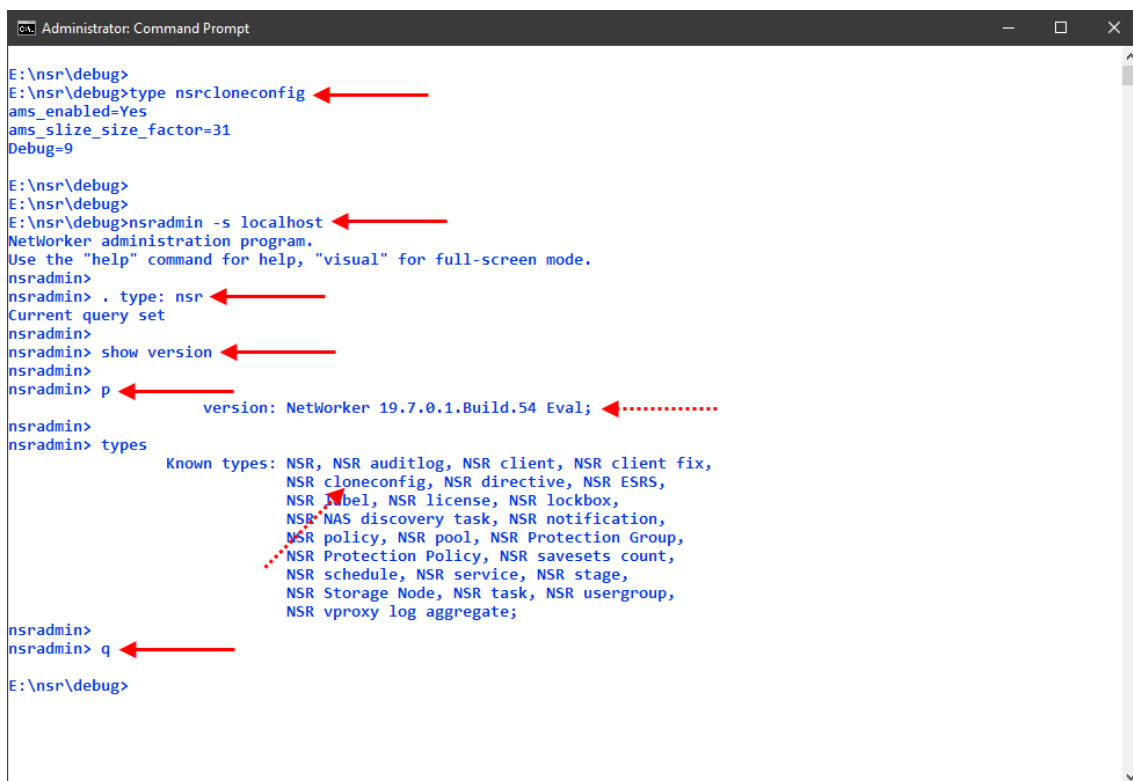 Administrator: Command Prompt
E:\nsr\debug>
E:\nsr\debug>type nsrcloneconfig
ams_enabled=Yes
ams_slize_size_factor=31
Debug=9
E:\nsr\debug>
E:\nsr\debug>
E:\nsr\debug>nsradmin -s localhost
NetWorker administration program.
Use the "help" command for help, "visual" for full-screen mode.
nsradmin>
nsradmin> . type: nsr
Current query set
nsradmin>
nsradmin> show version
nsradmin>
nsradmin> p
version: NetWorker 19.7.0.1.Build.54 Eval;
nsradmin>
nsradmin> types
Known types: NSR, NSR auditlog, NSR client, NSR client fix,
NSR cloneconfig, NSR directive, NSR ESRS,
NSR label, NSR license, NSR lockbox,
NSR NAS discovery task, NSR notification,
NSR policy, NSR pool, NSR Protection Group,
NSR Protection Policy, NSR savesets count,
NSR schedule, NSR service, NSR stage,
NSR Storage Node, NSR task, NSR usergroup,
NSR vproxy log aggregate;
nsradmin>
nsradmin> q
E:\nsr\debug>